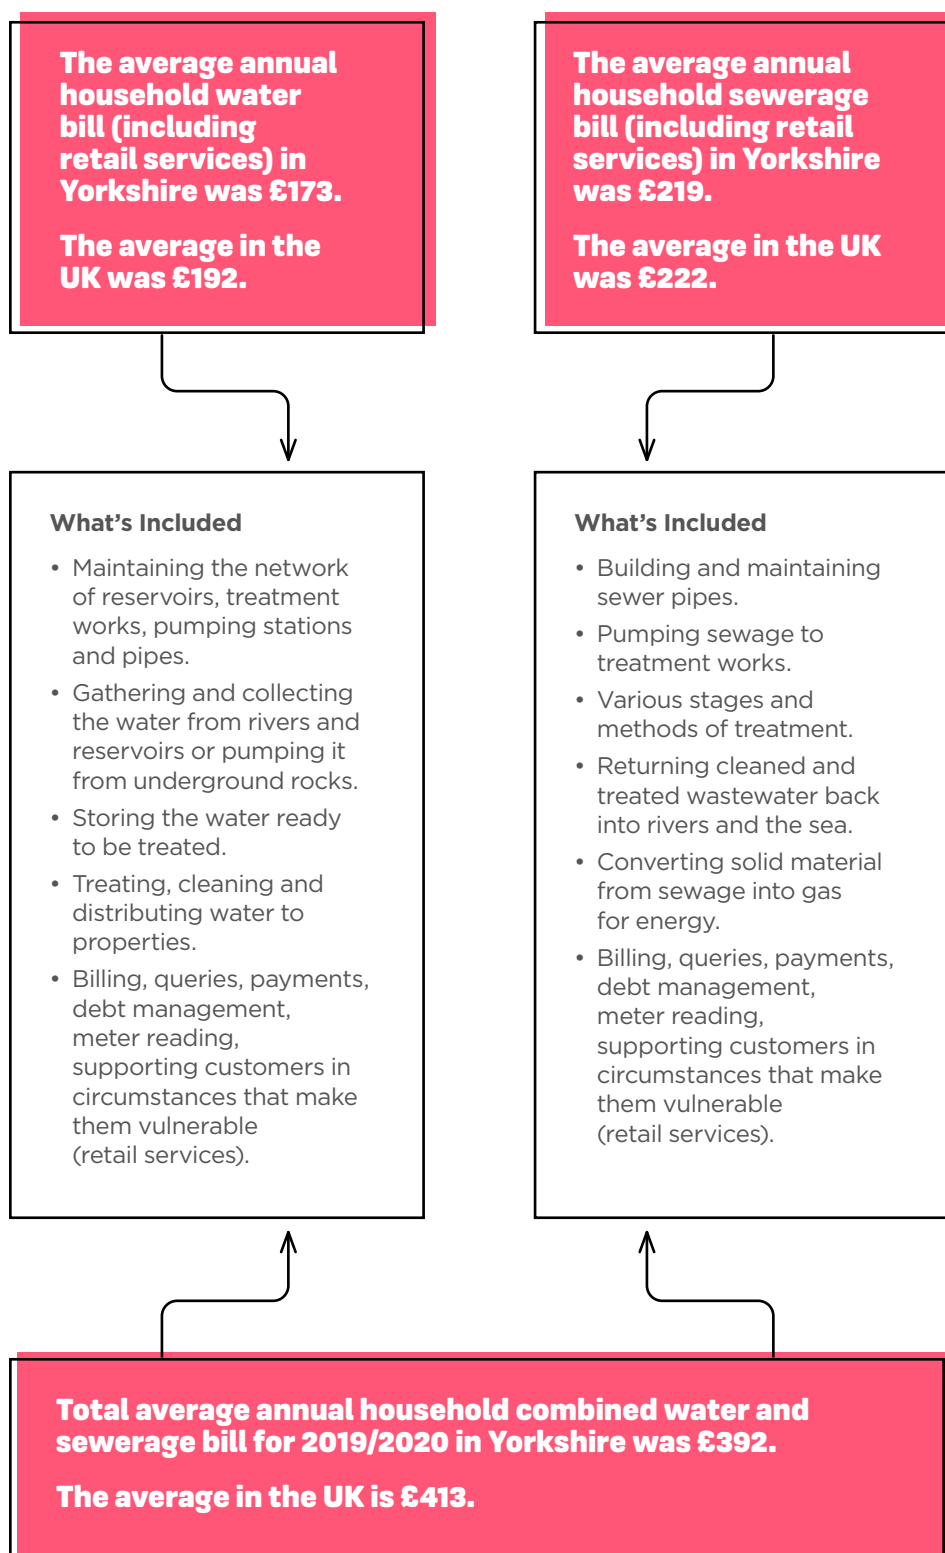 The average annual
household water
bill (including
retail services) in
Yorkshire was £173.
The average in the
UK was £192.
The average annual
household sewerage
bill (including retail
services) in Yorkshire
was £219.
The average in the UK
was £222.
What's Included
• Maintaining the network
of reservoirs, treatment
works, pumping stations
and pipes.
• Gathering and collecting
the water from rivers and
reservoirs or pumping it
from underground rocks.
• Storing the water ready
to be treated.
• Treating, cleaning and
distributing water to
properties.
• Billing, queries, payments,
debt management,
meter reading,
supporting customers in
circumstances that make
them vulnerable
(retail services).
What's Included
• Building and maintaining
sewer pipes.
• Pumping sewage to
treatment works.
• Various stages and
methods of treatment.
• Returning cleaned and
treated wastewater back
into rivers and the sea.
• Converting solid material
from sewage into gas
for energy.
• Billing, queries, payments,
debt management,
meter reading,
supporting customers in
circumstances that make
them vulnerable
(retail services).
Total average annual household combined water and
sewerage bill for 2019/2020 in Yorkshire was £392.
The average in the UK is £413.